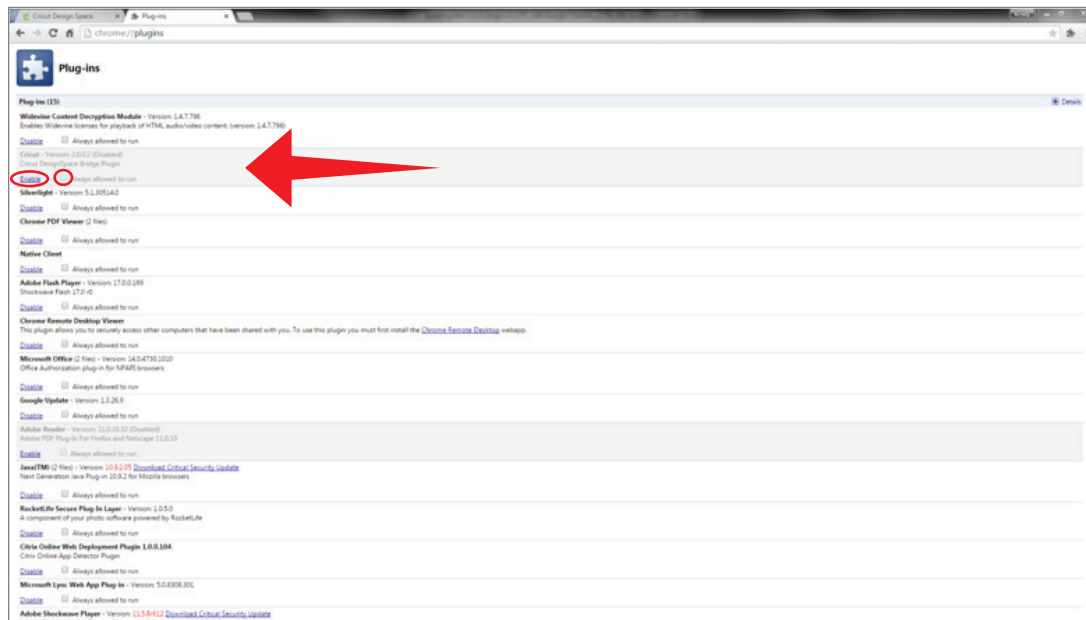 Cricut Design Space
Plug-ins
chrome://plugins
Plug-ins
Plug-ins (15)
Details
Widevine Content Decryption Module - Version: 1.4.7.796
Enables Widevine licenses for playback of HTML audio/video content. (version: 1.4.7.796)
Disable Always allowed to run
Cricut - Version: 2.0.0.2 (Disabled)
Cricut DesignSpace Bridge Plugin
Enable Always allowed to run
Silverlight - Version: 5.1.30514.0
Disable Always allowed to run
Chrome PDF Viewer (2 files)
Disable Always allowed to run
Native Client
Disable Always allowed to run
Adobe Flash Player - Version: 17.0.0.169
Shockwave Flash 17.0 r0
Disable Always allowed to run
Chrome Remote Desktop Viewer
This plugin allows you to securely access other computers that have been shared with you. To use this plugin you must first install the Chrome Remote Desktop webapp.
Disable Always allowed to run
Microsoft Office (2 files) - Version: 14.0.4730.1010
Office Authorization plug-in for NPAPI browsers
Disable Always allowed to run
Google Update - Version: 1.3.26.9
Disable Always allowed to run
Adobe Reader - Version: 11.0.10.32 (Disabled)
Adobe PDF Plug-In For Firefox and Netscape 11.0.10
Enable Always allowed to run
Java(TM) (2 files) - Version: 10.9.2.05 Download Critical Security Update
Next Generation Java Plug-in 10.9.2 for Mozilla browsers
Disable Always allowed to run
RocketLife Secure Plug-In Layer - Version: 1.0.5.0
A component of your photo software powered by RocketLife
Disable Always allowed to run
Citrix Online Web Deployment Plugin 1.0.0.104
Citrix Online App Detector Plugin
Disable Always allowed to run
Microsoft Lync Web App Plug-in - Version: 5.0.8308.301
Disable Always allowed to run
Adobe Shockwave Player - Version: 11.5.8r612 Download Critical Security Update